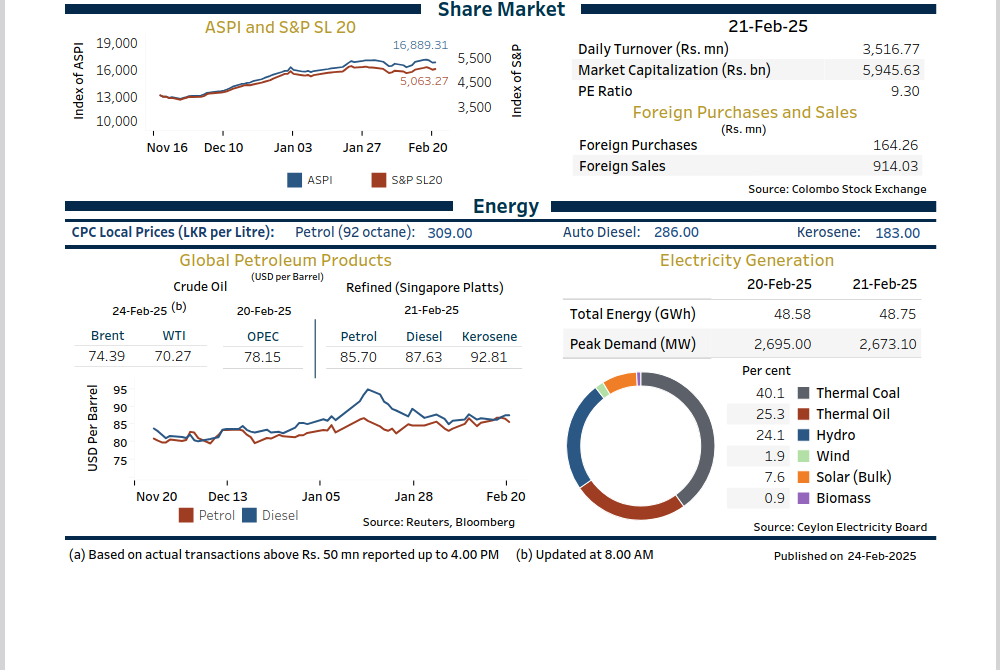 Share Market
ASPI and S&P SL 20
Index of ASPI
19,000
16,000
13,000
10,000
16,889.31
5,063.27
5,500
4,500
3,500
Index of S&P
Nov 16 Dec 10 Jan 03 Jan 27 Feb 20
ASPI S&P SL20
21-Feb-25
Daily Turnover (Rs. mn) 3,516.77
Market Capitalization (Rs. bn) 5,945.63
PE Ratio 9.30
Foreign Purchases and Sales
(Rs. mn)
Foreign Purchases 164.26
Foreign Sales 914.03
Source: Colombo Stock Exchange
Energy
CPC Local Prices (LKR per Litre): Petrol (92 octane): 309.00 Auto Diesel: 286.00 Kerosene: 183.00
Global Petroleum Products
(USD per Barrel)
Crude Oil Refined (Singapore Platts)
24-Feb-25 (b) 20-Feb-25 21-Feb-25
Brent WTI OPEC Petrol Diesel Kerosene
74.39 70.27 78.15 85.70 87.63 92.81
USD Per Barrel
95
90
85
80
75
Nov 20 Dec 13 Jan 05 Jan 28 Feb 20
Petrol Diesel
Source: Reuters, Bloomberg
Electricity Generation
20-Feb-25 21-Feb-25
Total Energy (GWh) 48.58 48.75
Peak Demand (MW) 2,695.00 2,673.10
Per cent
40.1 Thermal Coal
25.3 Thermal Oil
24.1 Hydro
1.9 Wind
7.6 Solar (Bulk)
0.9 Biomass
Source: Ceylon Electricity Board
(a) Based on actual transactions above Rs. 50 mn reported up to 4.00 PM (b) Updated at 8.00 AM Published on 24-Feb-2025